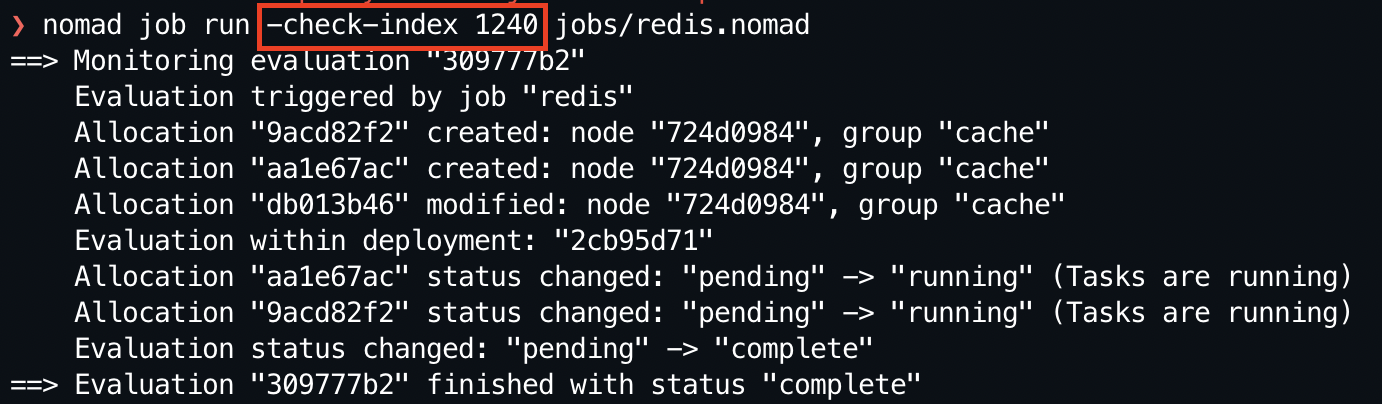 ❯ nomad job run -check-index 1240 jobs/redis.nomad
==> Monitoring evaluation "309777b2"
    Evaluation triggered by job "redis"
    Allocation "9acd82f2" created: node "724d0984", group "cache"
    Allocation "aa1e67ac" created: node "724d0984", group "cache"
    Allocation "db013b46" modified: node "724d0984", group "cache"
    Evaluation within deployment: "2cb95d71"
    Allocation "aa1e67ac" status changed: "pending" -> "running" (Tasks are running)
    Allocation "9acd82f2" status changed: "pending" -> "running" (Tasks are running)
    Evaluation status changed: "pending" -> "complete"
==> Evaluation "309777b2" finished with status "complete"